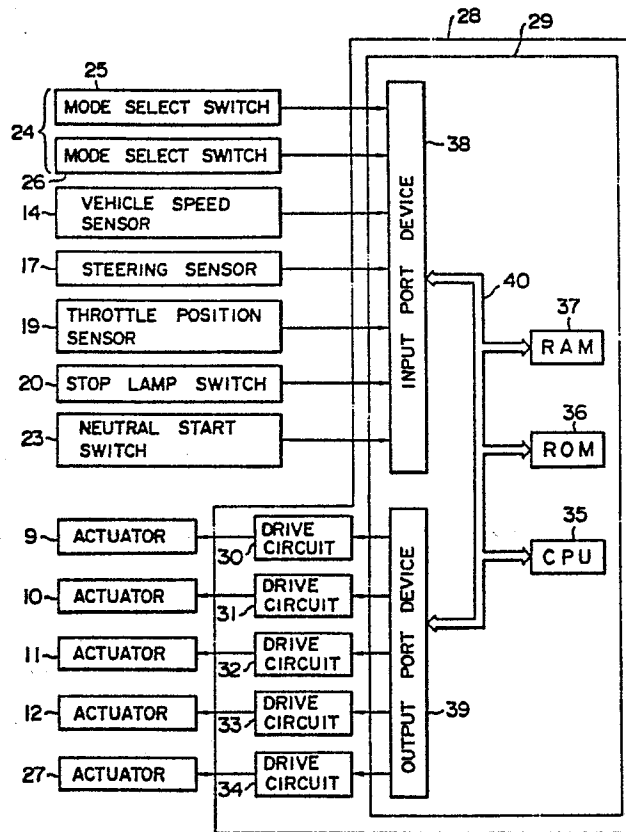 28
29
25
MODE SELECT SWITCH
24
MODE SELECT SWITCH
26
38
14
VEHICLE SPEED
SENSOR
17
STEERING SENSOR
40
19
THROTTLE POSITION
SENSOR
37
RAM
20
STOP LAMP SWITCH
INPUT PORT DEVICE
23
NEUTRAL START
SWITCH
36
ROM
9
ACTUATOR
30
DRIVE
CIRCUIT
35
CPU
10
ACTUATOR
31
DRIVE
CIRCUIT
11
ACTUATOR
32
DRIVE
CIRCUIT
12
ACTUATOR
33
DRIVE
CIRCUIT
39
27
ACTUATOR
34
DRIVE
CIRCUIT
OUTPUT PORT DEVICE